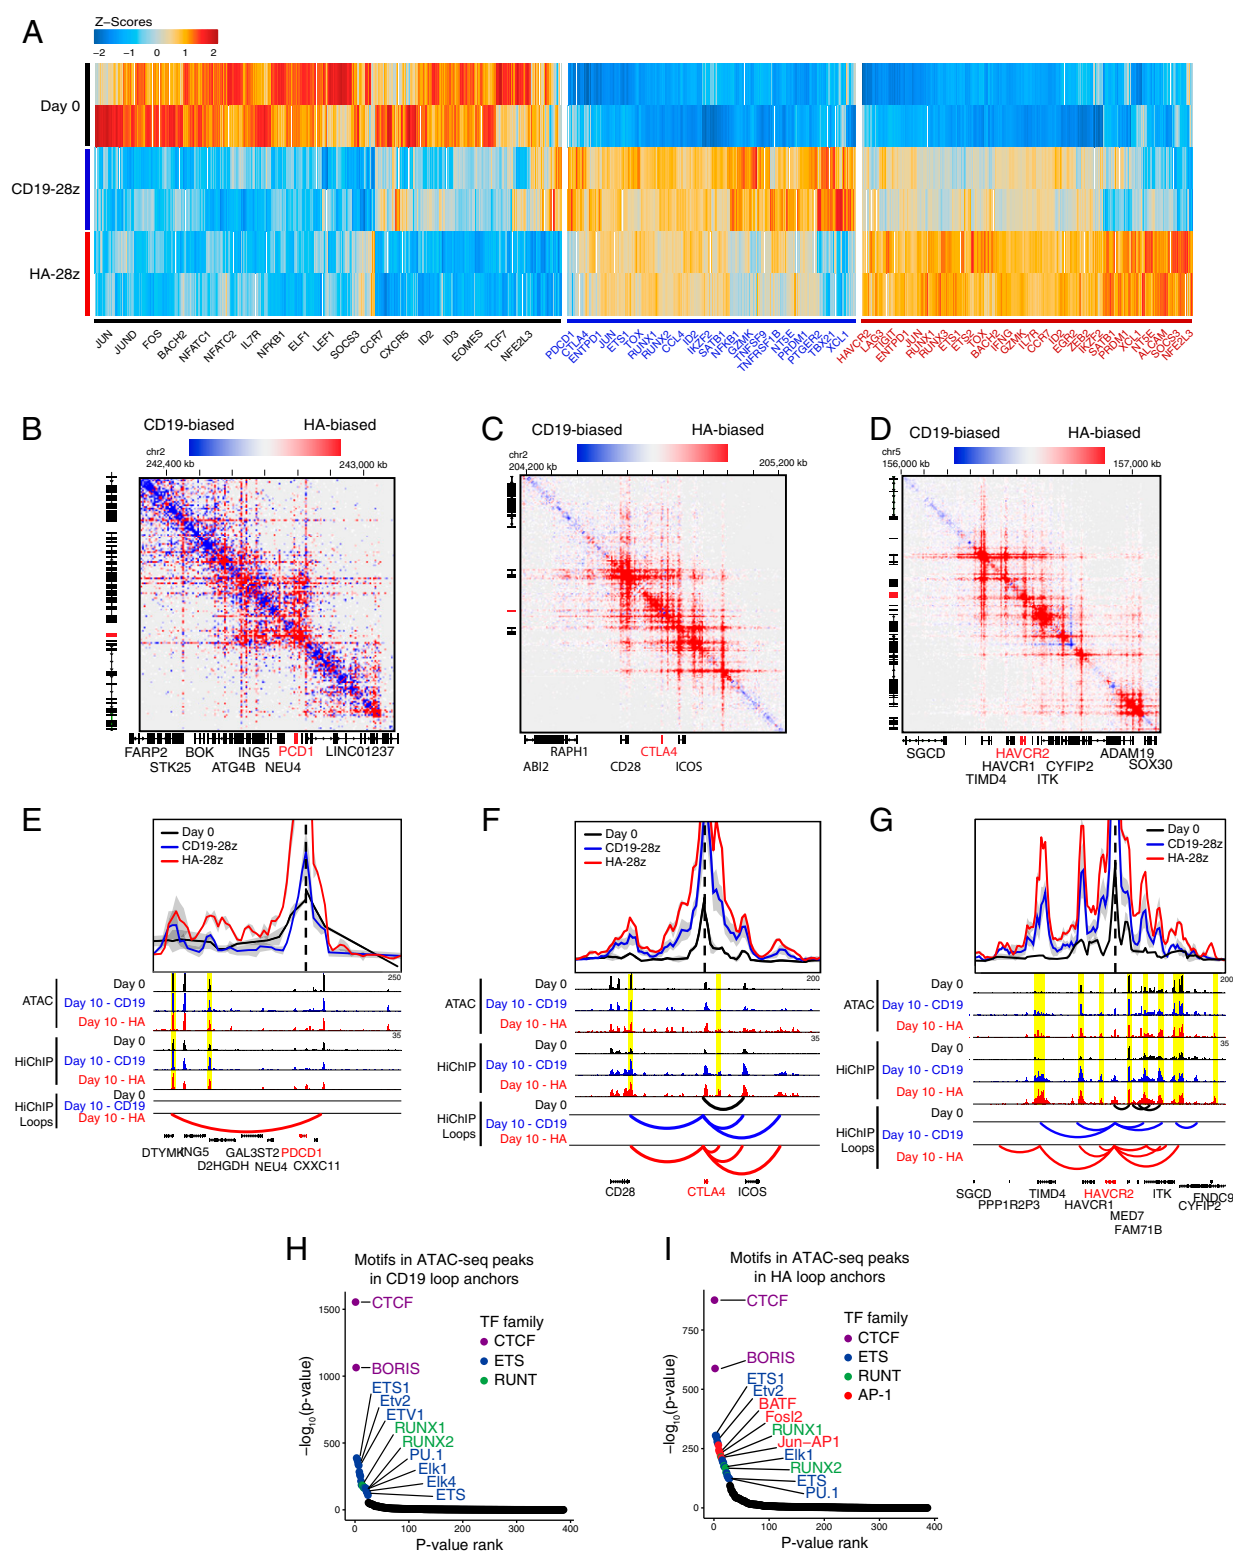 A
Z-Scores
-2 -1 0 1 2
Day 0
CD19-28z
HA-28z
JUN JUND FOS BACH2 NFATC1 NFATC2 IL7R NFKB1 ELF1 LEF1 SOCS3 CCR7 CXCR5 ID2 ID3 EOMES TCF7 NFE2L3
PDCD1 CTLA4 ENTPD1 JUN ETS1 TOX RUNX1 RUNX2 CCL4 ID2 IKZF2 SATB1 NFKB1 GZMK TNFSF9 TNFRSF1B NT5E PRDM1 PTGER2 TBX21 XCL1
HAVCR2 LAG3 TIGIT ENTPD1 JUN RUNX1 RUNX3 ETS1 ETS2 TOX BACH2 IFNG GZMK IL7R CCR7 ID2 EGR2 ZEB2 IKZF2 SATB1 PRDM1 XCL1 NT5E ALCAM SOCS3 NFE2L3
B
CD19-biased HA-biased
chr2
242,400 kb 243,000 kb
FARP2 BOK ING5 PCD1 LINC01237
STK25 ATG4B NEU4
C
CD19-biased HA-biased
chr2
204,200 kb 205,200 kb
RAPH1 CTLA4
ABI2 CD28 ICOS
D
CD19-biased HA-biased
chr5
156,000 kb 157,000 kb
SGCD HAVCR2 ADAM19
HAVCR1 CYFIP2 SOX30
TIMD4 ITK
E
Day 0
CD19-28z
HA-28z
250
ATAC
Day 0
Day 10 - CD19
Day 10 - HA
35
HiChIP
Day 0
Day 10 - CD19
Day 10 - HA
HiChIP Loops
Day 0
Day 10 - CD19
Day 10 - HA
DTYMK ING5 GAL3ST2 PDCD1
D2HGDH NEU4 CXXC11
F
Day 0
CD19-28z
HA-28z
200
ATAC
Day 0
Day 10 - CD19
Day 10 - HA
35
HiChIP
Day 0
Day 10 - CD19
Day 10 - HA
HiChIP Loops
Day 0
Day 10 - CD19
Day 10 - HA
CD28 CTLA4 ICOS
G
Day 0
CD19-28z
HA-28z
200
ATAC
Day 0
Day 10 - CD19
Day 10 - HA
35
HiChIP
Day 0
Day 10 - CD19
Day 10 - HA
HiChIP Loops
Day 0
Day 10 - CD19
Day 10 - HA
SGCD TIMD4 HAVCR2 ITK FNDC9
PPP1R2P3 HAVCR1 CYFIP2
MED7
FAM71B
H
Motifs in ATAC-seq peaks
in CD19 loop anchors
1500
1000
500
0
−log10(p-value)
CTCF
BORIS
ETS1
Etv2
ETV1
RUNX1
RUNX2
PU.1
Elk1
Elk4
ETS
TF family
CTCF
ETS
RUNT
0 100 200 300 400
P-value rank
I
Motifs in ATAC-seq peaks
in HA loop anchors
750
500
250
0
−log10(p-value)
CTCF
BORIS
ETS1
Etv2
BATF
Fosl2
RUNX1
Jun−AP1
Elk1
RUNX2
ETS
PU.1
TF family
CTCF
ETS
RUNT
AP-1
0 100 200 300 400
P-value rank